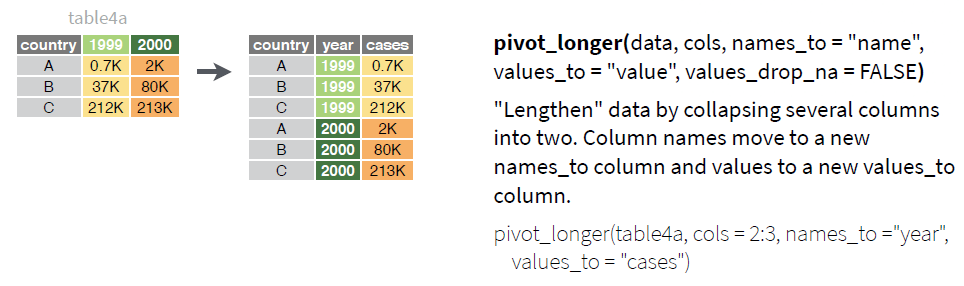 table4a
country 1999 2000
A 0.7K 2K
B 37K 80K
C 212K 213K
country year cases
A 1999 0.7K
B 1999 37K
C 1999 212K
A 2000 2K
B 2000 80K
C 2000 213K
pivot_longer(data, cols, names_to = "name",
values_to = "value", values_drop_na = FALSE)
"Lengthen" data by collapsing several columns
into two. Column names move to a new
names_to column and values to a new values_to
column.
pivot_longer(table4a, cols = 2:3, names_to ="year",
values_to = "cases")